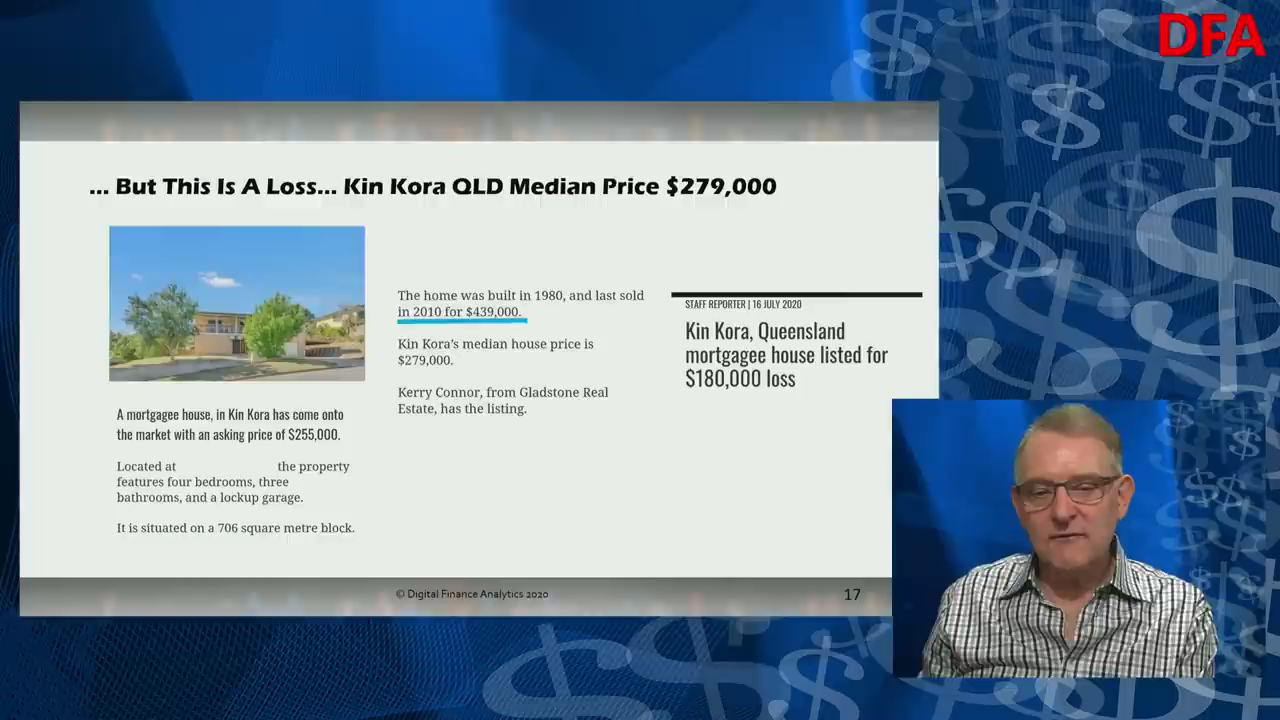 DFA
... But This Is A Loss... Kin Kora QLD Median Price $279,000
A mortgagee house, in Kin Kora has come onto
the market with an asking price of $255,000.
Located at the property
features four bedrooms, three
bathrooms, and a lockup garage.
It is situated on a 706 square metre block.
The home was built in 1980, and last sold
in 2010 for $439,000.
Kin Kora's median house price is
$279,000.
Kerry Connor, from Gladstone Real
Estate, has the listing.
STAFF REPORTER | 16 JULY 2020
Kin Kora, Queensland
mortgagee house listed for
$180,000 loss
© Digital Finance Analytics 2020
17